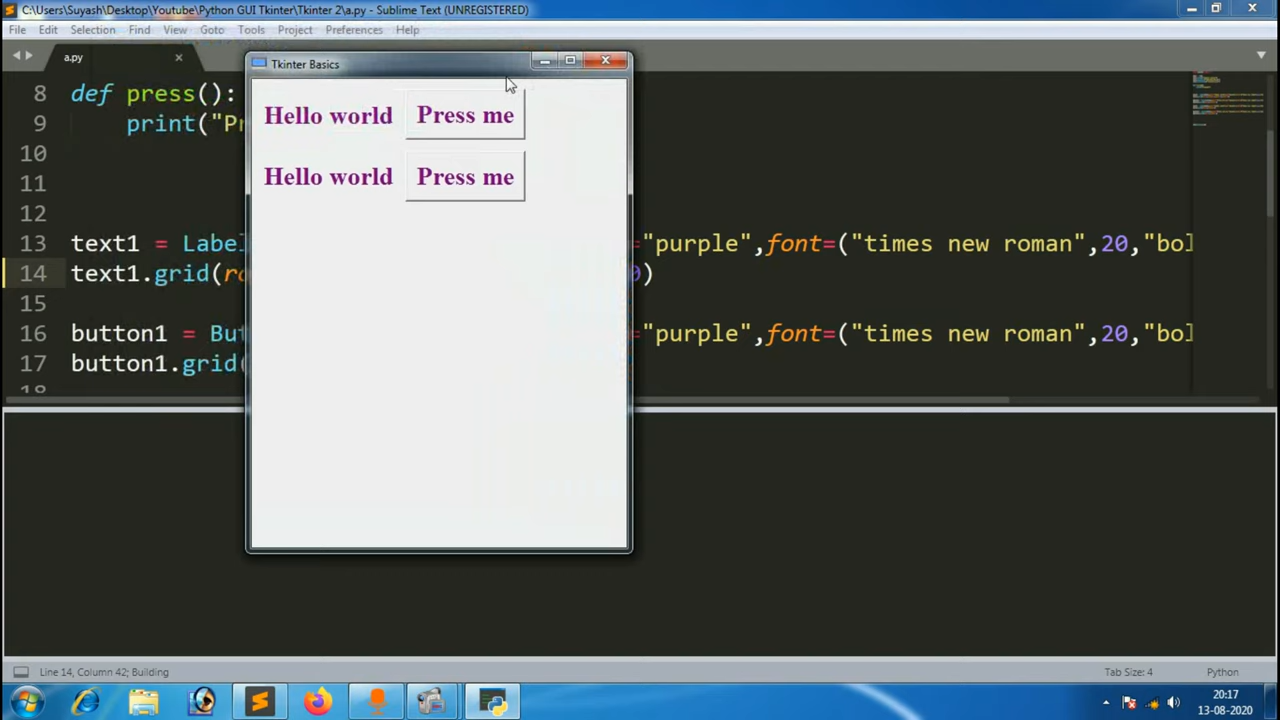 C:\Users\Suyash\Desktop\Youtube\Python GUI Tkinter\Tkinter 2\a.py - Sublime Text (UNREGISTERED)
File Edit Selection Find View Goto Tools Project Preferences Help
a.py
Tkinter Basics
Hello world Press me
Hello world Press me
8 def press():
9 print("Pr
10
11
12
13 text1 = Label ="purple",font=("times new roman",20,"bol
14 text1.grid(ro 0)
15
16 button1 = But ="purple",font=("times new roman",20,"bol
17 button1.grid(
18
Line 14, Column 42; Building Tab Size: 4 Python
20:17
13-08-2020